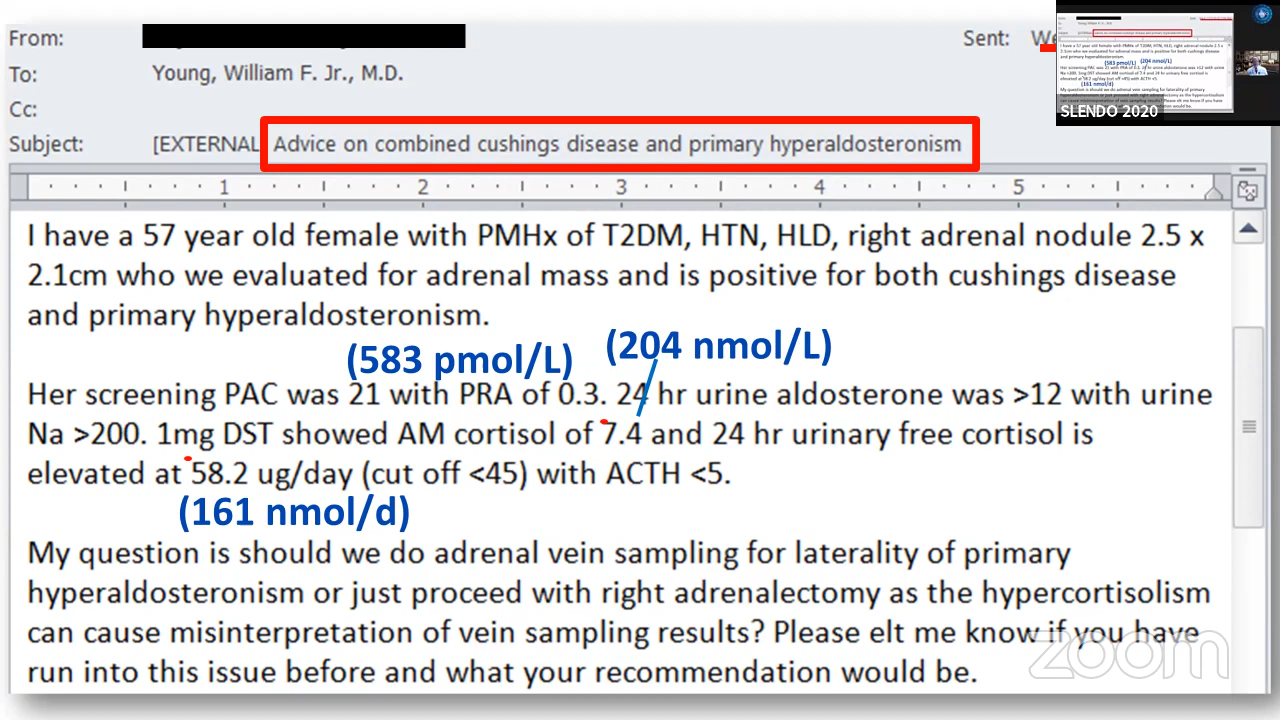 From:
Sent: We
To: Young, William F. Jr., M.D.
Cc:
Subject: [EXTERNAL Advice on combined cushings disease and primary hyperaldosteronism
1 2 3 4 5
I have a 57 year old female with PMHx of T2DM, HTN, HLD, right adrenal nodule 2.5 x
2.1cm who we evaluated for adrenal mass and is positive for both cushings disease
and primary hyperaldosteronism.
(583 pmol/L) (204 nmol/L)
Her screening PAC was 21 with PRA of 0.3. 24 hr urine aldosterone was >12 with urine
Na >200. 1mg DST showed AM cortisol of 7.4 and 24 hr urinary free cortisol is
elevated at 58.2 ug/day (cut off <45) with ACTH <5.
(161 nmol/d)
My question is should we do adrenal vein sampling for laterality of primary
hyperaldosteronism or just proceed with right adrenalectomy as the hypercortisolism
can cause misinterpretation of vein sampling results? Please elt me know if you have
run into this issue before and what your recommendation would be.
zoom
SLENDO 2020